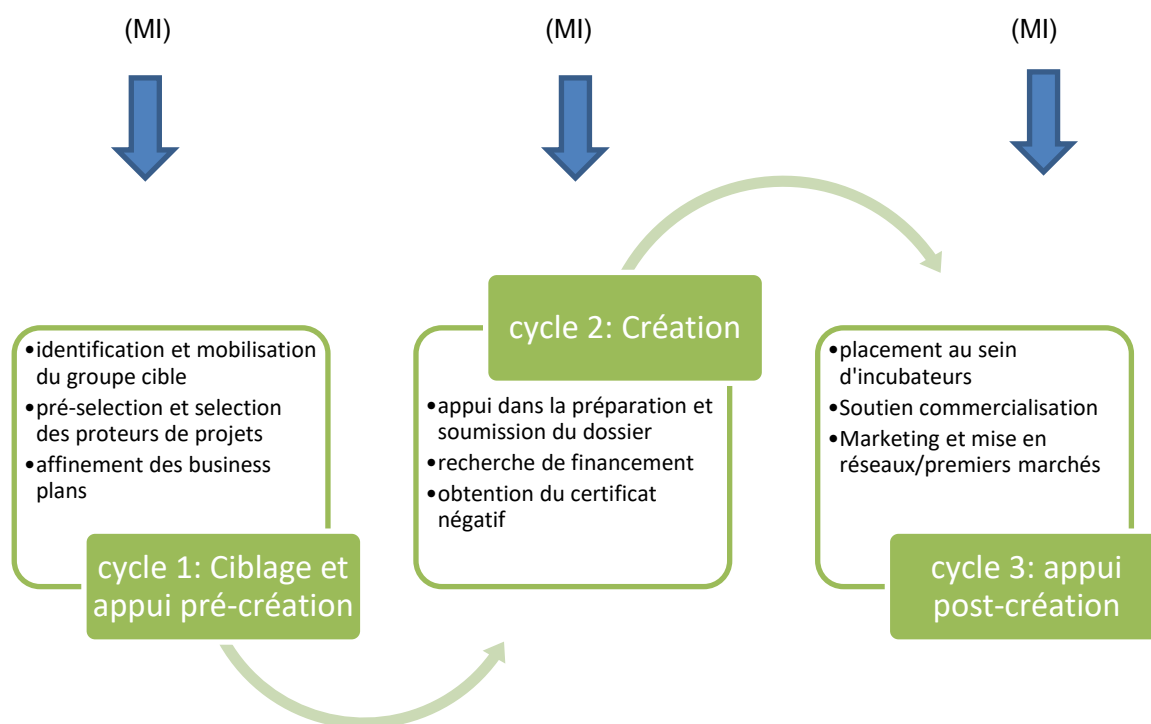 (MI)
(MI)
(MI)
•identification et mobilisation
du groupe cible
•pré-selection et selection
des proteurs de projets
•affinement des business
plans
cycle 1: Ciblage et
appui pré-création
cycle 2: Création
•appui dans la préparation et
soumission du dossier
•recherche de financement
•obtention du certificat
négatif
•placement au sein
d'incubateurs
•Soutien commercialisation
•Marketing et mise en
réseaux/premiers marchés
cycle 3: appui
post-création